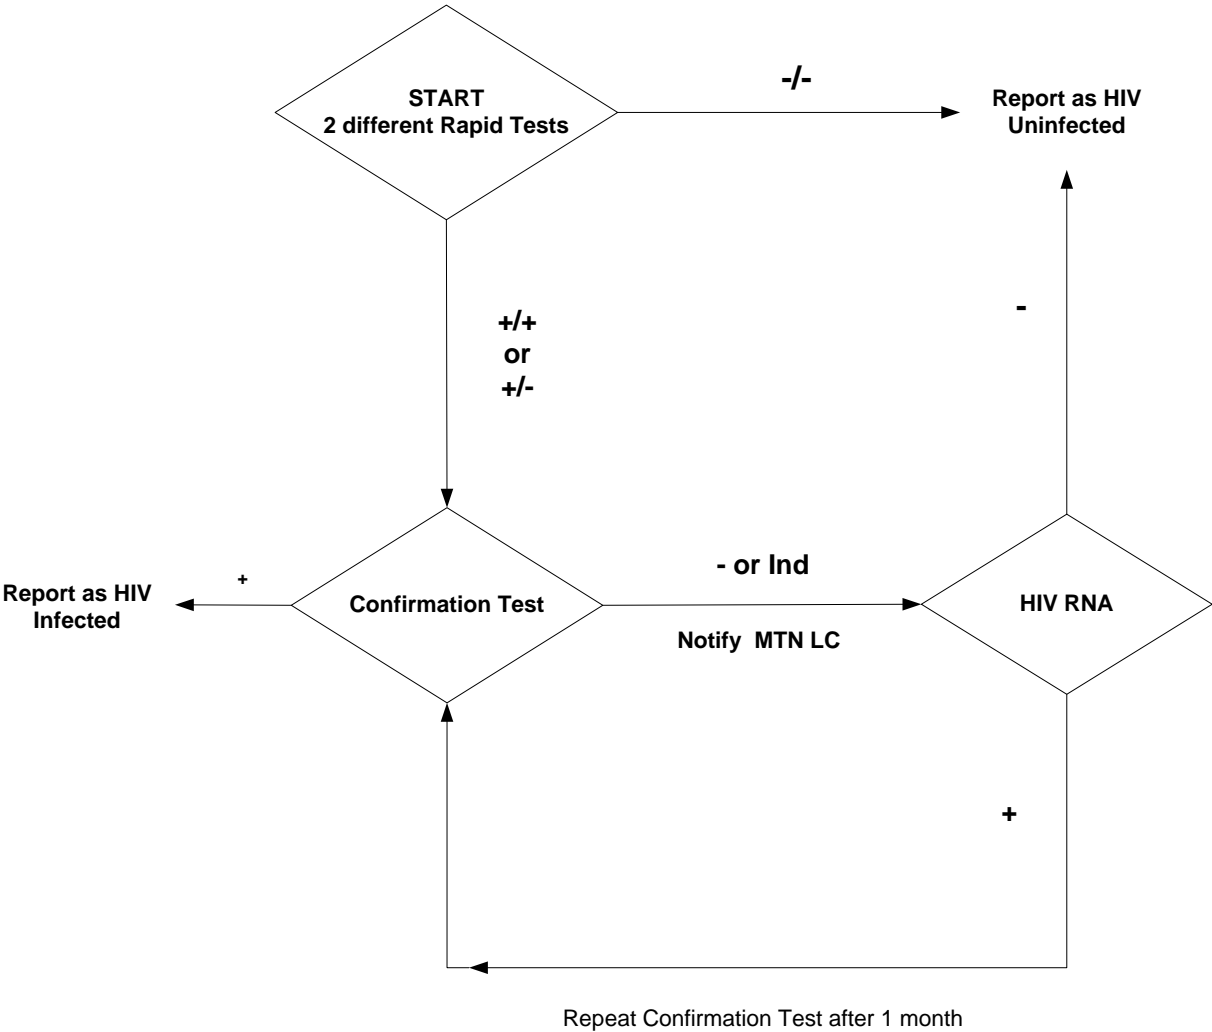 START
2 different Rapid Tests
-/-
Report as HIV
Uninfected
+/+
or
+/-
-
Report as HIV
Infected
+
Confirmation Test
- or Ind
Notify  MTN LC
HIV RNA
+
Repeat Confirmation Test after 1 month